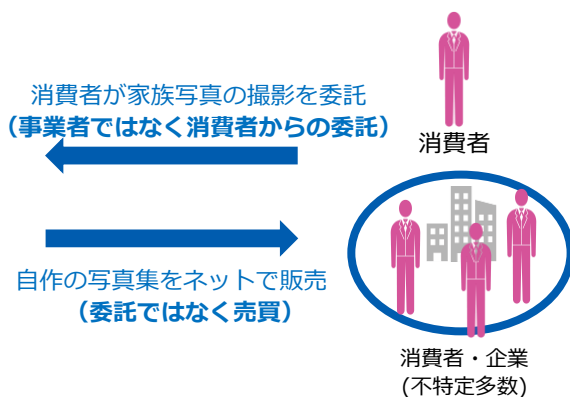 消費者が家族写真の撮影を委託
（事業者ではなく消費者からの委託）
消費者
自作の写真集をネットで販売
（委託ではなく売買）
消費者・企業
(不特定多数)